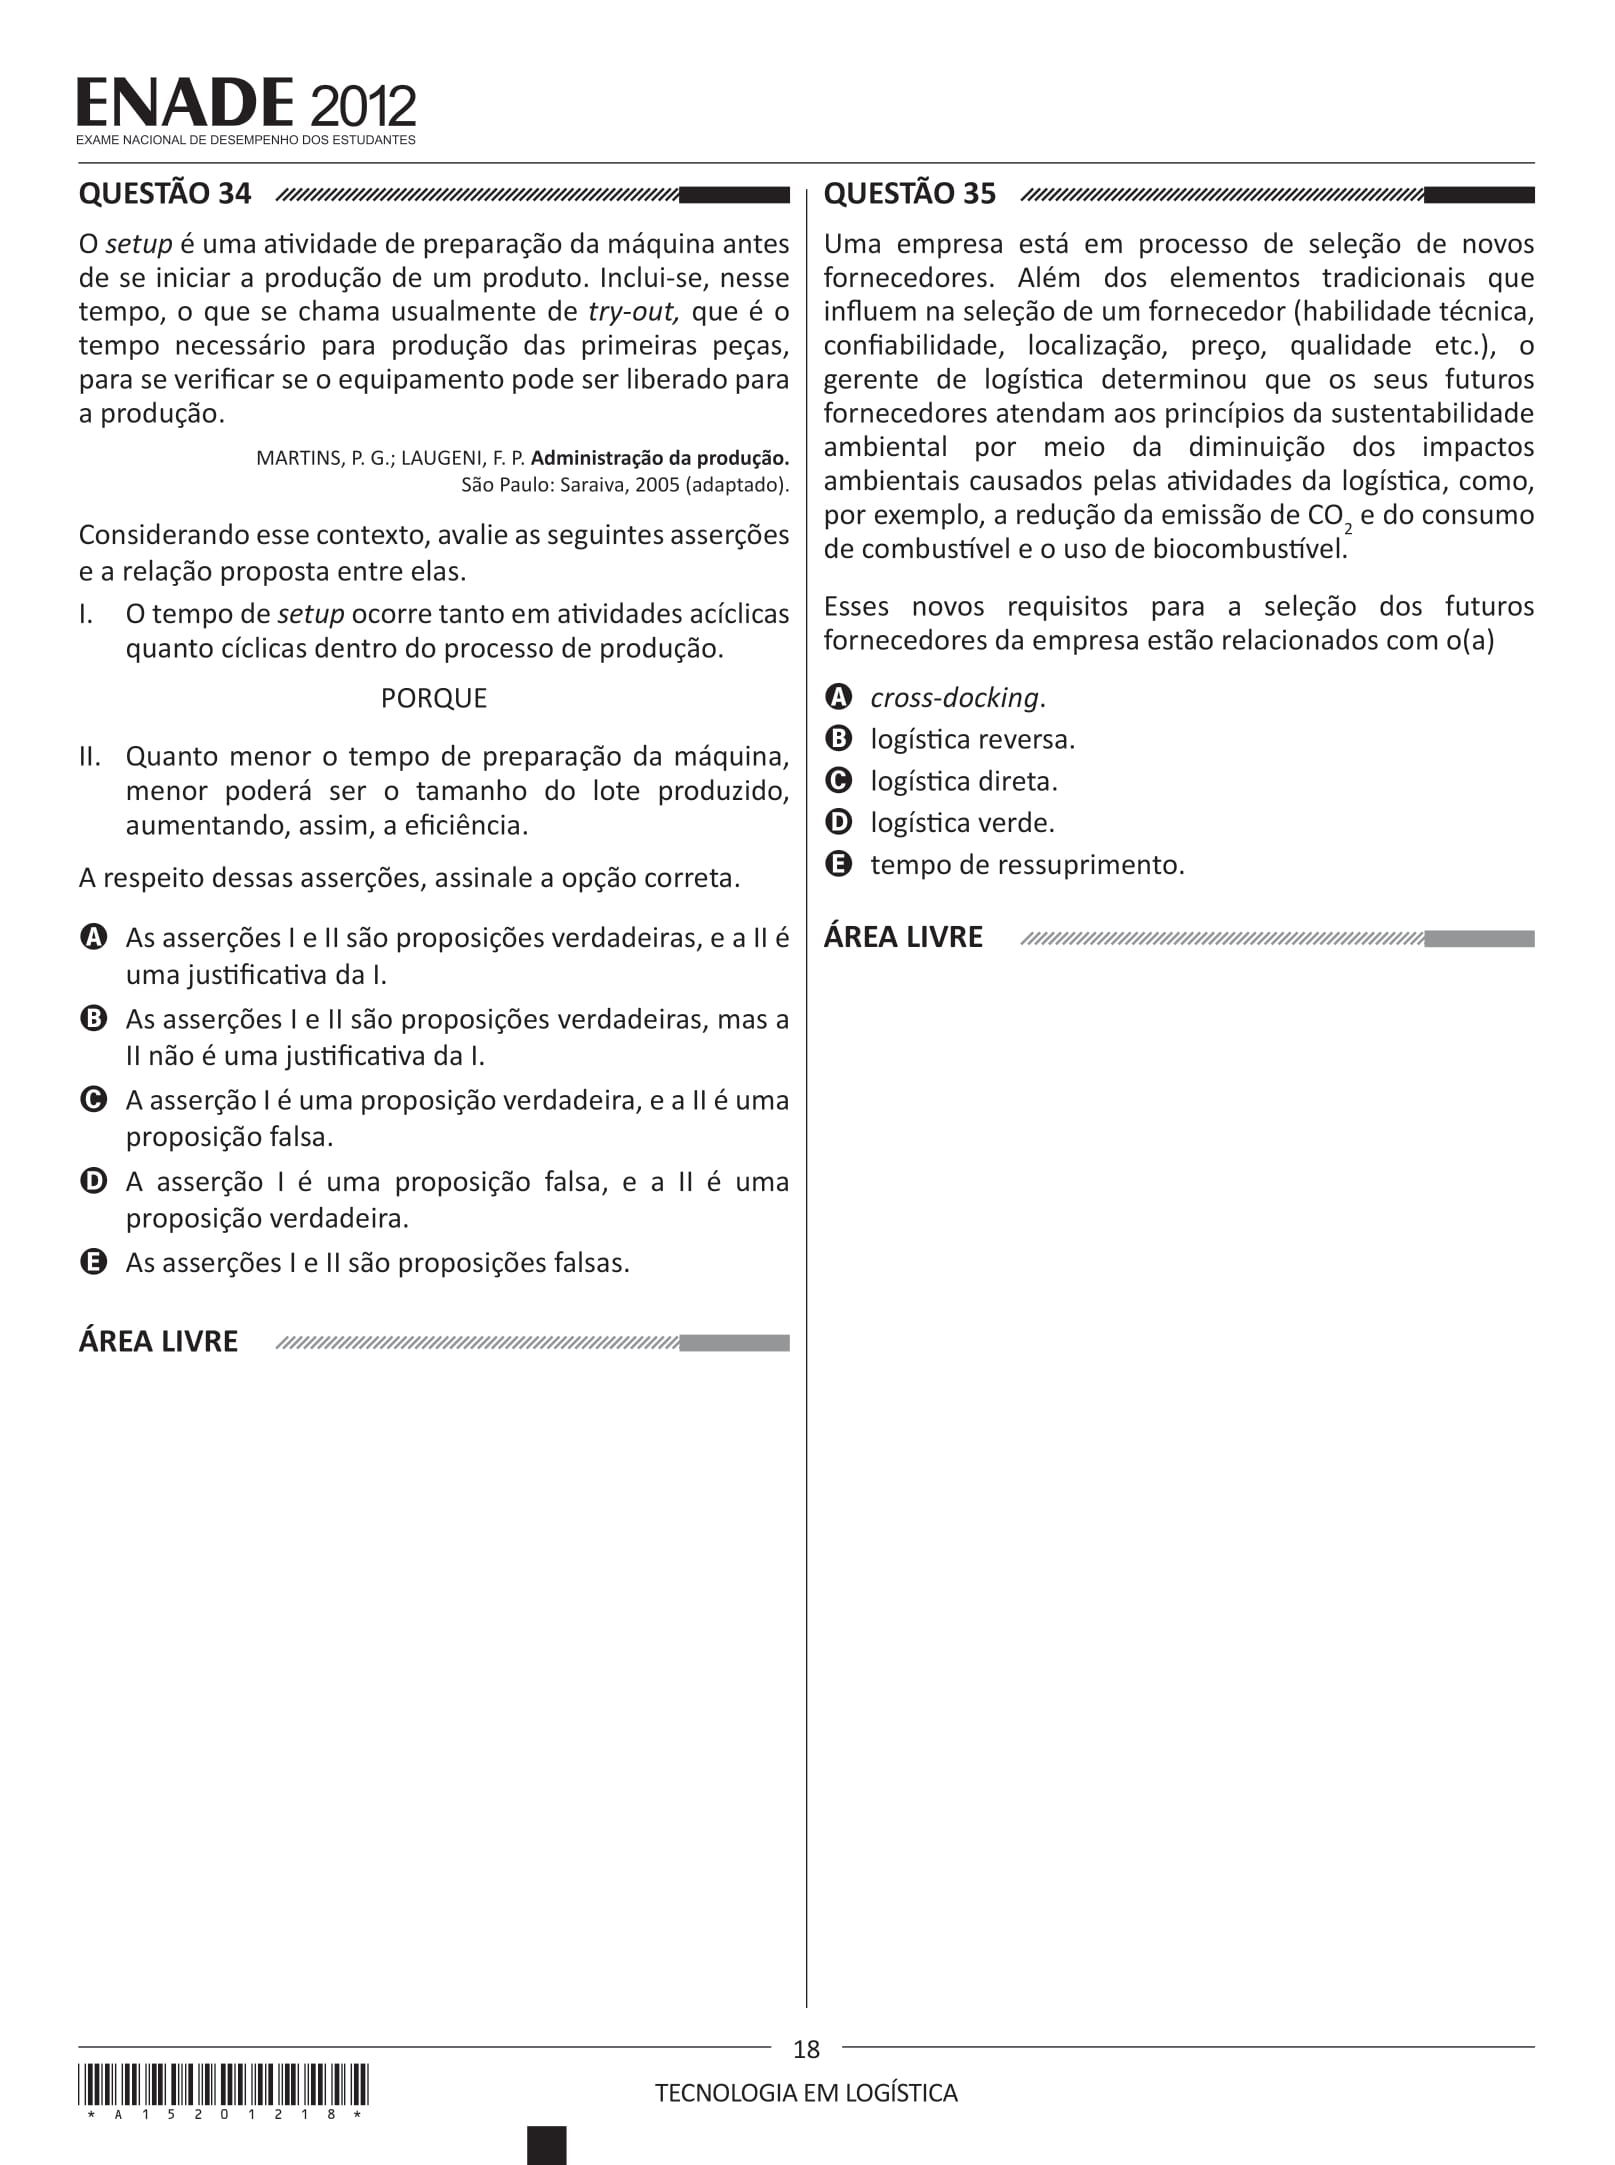 ENADE 2012
EXAME NACIONAL DE DESEMPENHO DOS ESTUDANTES
QUESTÃO 34
O setup é uma atividade de preparação da máquina antes
de se iniciar a produção de um produto. Inclui-se, nesse
tempo, o que se chama usualmente de try-out, que é o
tempo necessário para produção das primeiras peças,
para se verificar se o equipamento pode ser liberado para
a produção.
MARTINS, P. G.; LAUGENI, F. P. Administração da produção.
São Paulo: Saraiva, 2005 (adaptado).
Considerando esse contexto, avalie as seguintes asserções
e a relação proposta entre elas.
I. O tempo de setup ocorre tanto em atividades acíclicas
quanto cíclicas dentro do processo de produção.
PORQUE
II. Quanto menor o tempo de preparação da máquina,
menor poderá ser o tamanho do lote produzido,
aumentando, assim, a eficiência.
A respeito dessas asserções, assinale a opção correta.
A As asserções I e II são proposições verdadeiras, e a II é
uma justificativa da I.
B As asserções I e II são proposições verdadeiras, mas a
II não é uma justificativa da I.
C A asserção I é uma proposição verdadeira, e a II é uma
proposição falsa.
D A asserção I é uma proposição falsa, e a II é uma
proposição verdadeira.
E As asserções I e II são proposições falsas.
ÁREA LIVRE
QUESTÃO 35
Uma empresa está em processo de seleção de novos
fornecedores. Além dos elementos tradicionais que
influem na seleção de um fornecedor (habilidade técnica,
confiabilidade, localização, preço, qualidade etc.), o
gerente de logística determinou que os seus futuros
fornecedores atendam aos princípios da sustentabilidade
ambiental por meio da diminuição dos impactos
ambientais causados pelas atividades da logística, como,
por exemplo, a redução da emissão de CO2 e do consumo
de combustível e o uso de biocombustível.
Esses novos requisitos para a seleção dos futuros
fornecedores da empresa estão relacionados com o(a)
A cross-docking.
B logística reversa.
C logística direta.
D logística verde.
E tempo de ressuprimento.
ÁREA LIVRE
18
TECNOLOGIA EM LOGÍSTICA
* A 1 5 2 0 1 2 1 8 *